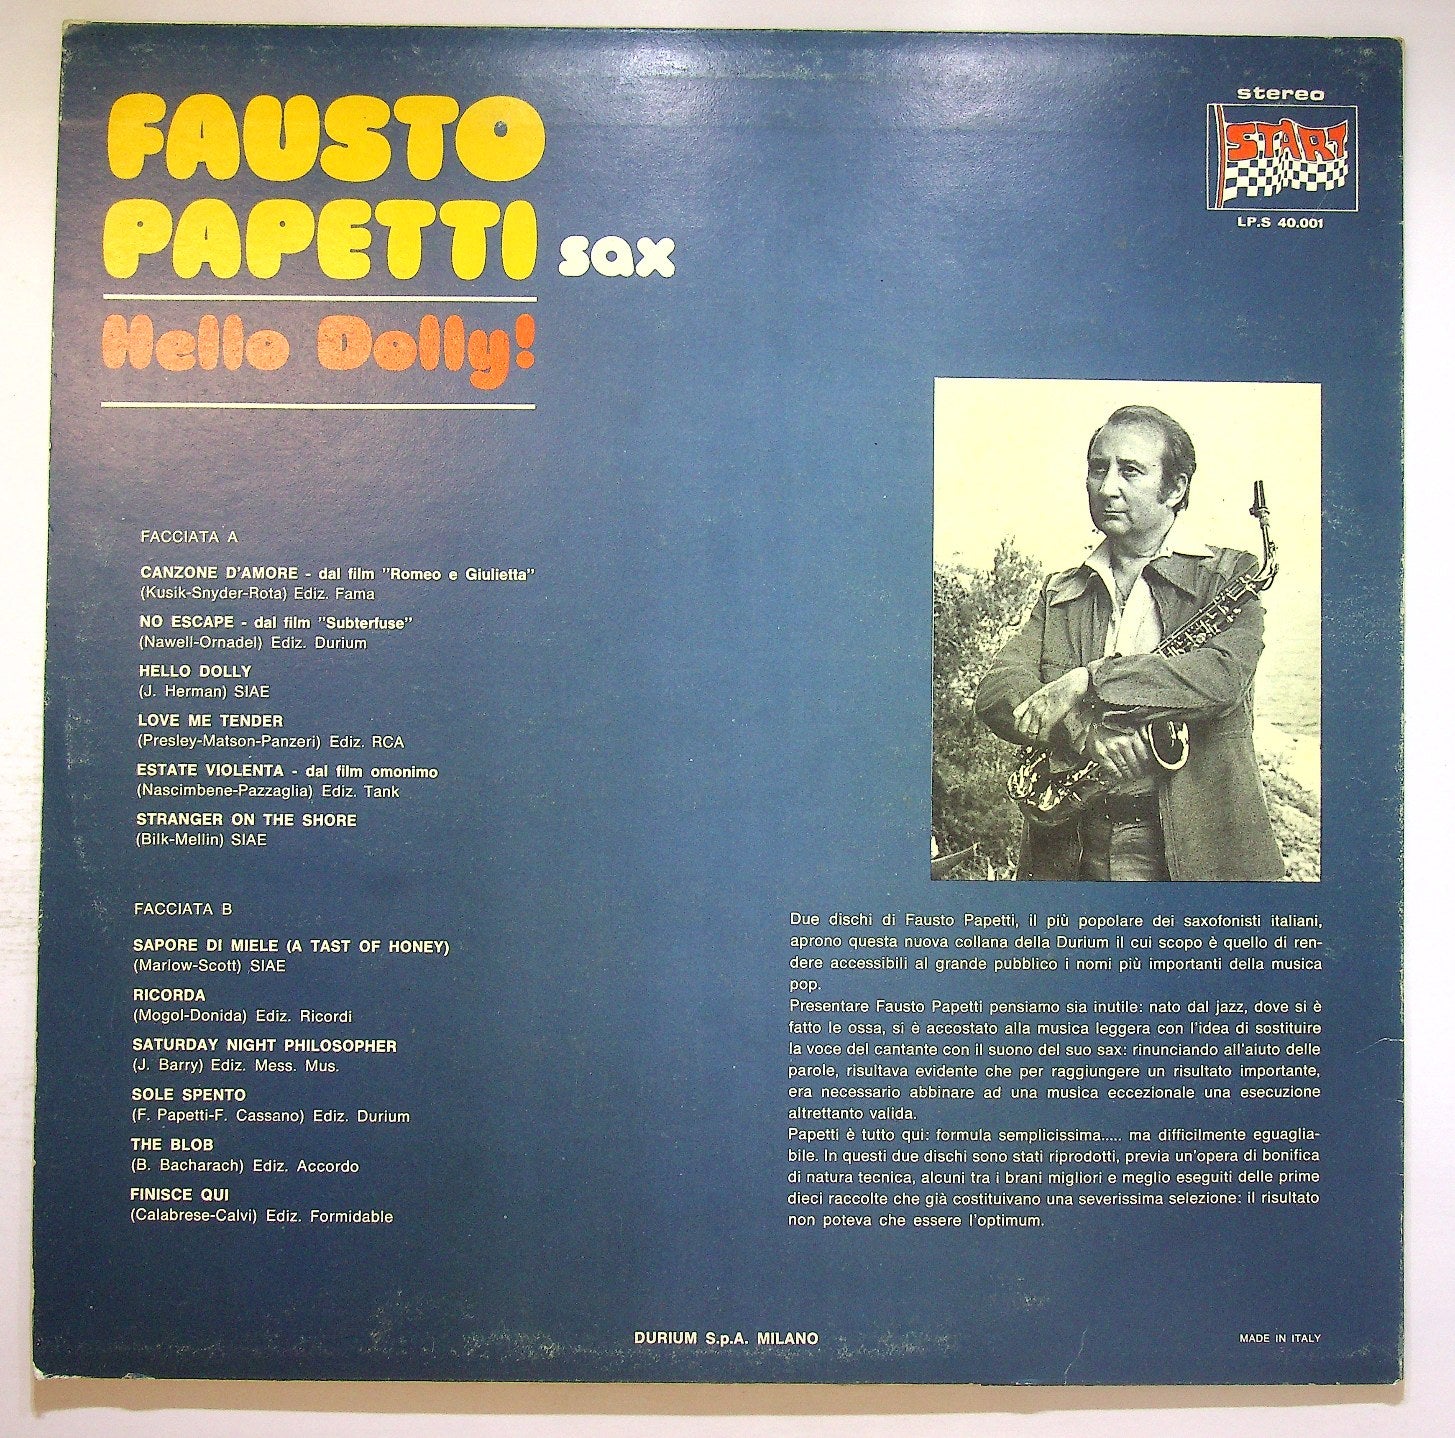 FAUSTO
PAPETTI sax
Hello Dolly!
stereo
START
LP.S 40.001
FACCIATA A
CANZONE D'AMORE - dal film "Romeo e Giulietta"
(Kusik-Snyder-Rota) Ediz. Fama
NO ESCAPE - dal film "Subterfuse"
(Nawell-Ornadel) Ediz. Durium
HELLO DOLLY
(J. Herman) SIAE
LOVE ME TENDER
(Presley-Matson-Panzeri) Ediz. RCA
ESTATE VIOLENTA - dal film omonimo
(Nascimbene-Pazzaglia) Ediz. Tank
STRANGER ON THE SHORE
(Bilk-Mellin) SIAE
FACCIATA B
SAPORE DI MIELE (A TAST OF HONEY)
(Marlow-Scott) SIAE
RICORDA
(Mogol-Donida) Ediz. Ricordi
SATURDAY NIGHT PHILOSOPHER
(J. Barry) Ediz. Mess. Mus.
SOLE SPENTO
(F. Papetti-F. Cassano) Ediz. Durium
THE BLOB
(B. Bacharach) Ediz. Accordo
FINISCE QUI
(Calabrese-Calvi) Ediz. Formidable
Due dischi di Fausto Papetti, il più popolare dei saxofonisti italiani,
aprono questa nuova collana della Durium il cui scopo è quello di ren-
dere accessibili al grande pubblico i nomi più importanti della musica
pop.
Presentare Fausto Papetti pensiamo sia inutile: nato dal jazz, dove si è
fatto le ossa, si è accostato alla musica leggera con l'idea di sostituire
la voce del cantante con il suono del suo sax: rinunciando all'aiuto delle
parole, risultava evidente che per raggiungere un risultato importante,
era necessario abbinare ad una musica eccezionale una esecuzione
altrettanto valida.
Papetti è tutto qui: formula semplicissima..... ma difficilmente eguaglia-
bile. In questi due dischi sono stati riprodotti, previa un'opera di bonifica
di natura tecnica, alcuni tra i brani migliori e meglio eseguiti delle prime
dieci raccolte che già costituivano una severissima selezione: il risultato
non poteva che essere l'optimum.
DURIUM S.p.A. MILANO
MADE IN ITALY